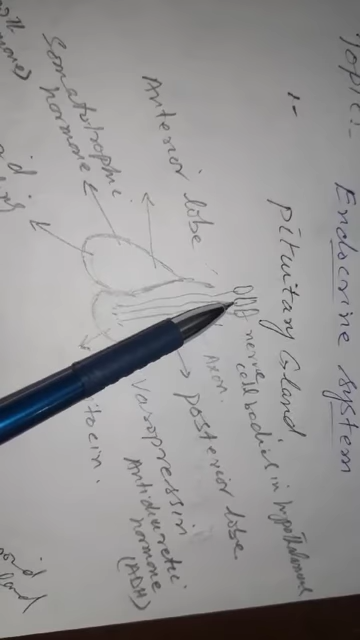 Topic:- Endocrine system
1- Pituitary Gland
nerve
cell bodies in hypothalamus
Axon.
Anterior lobe
posterior lobe
Somatotrophic
hormone
Vasopressin
Antidiuretic
hormone
(ADH)